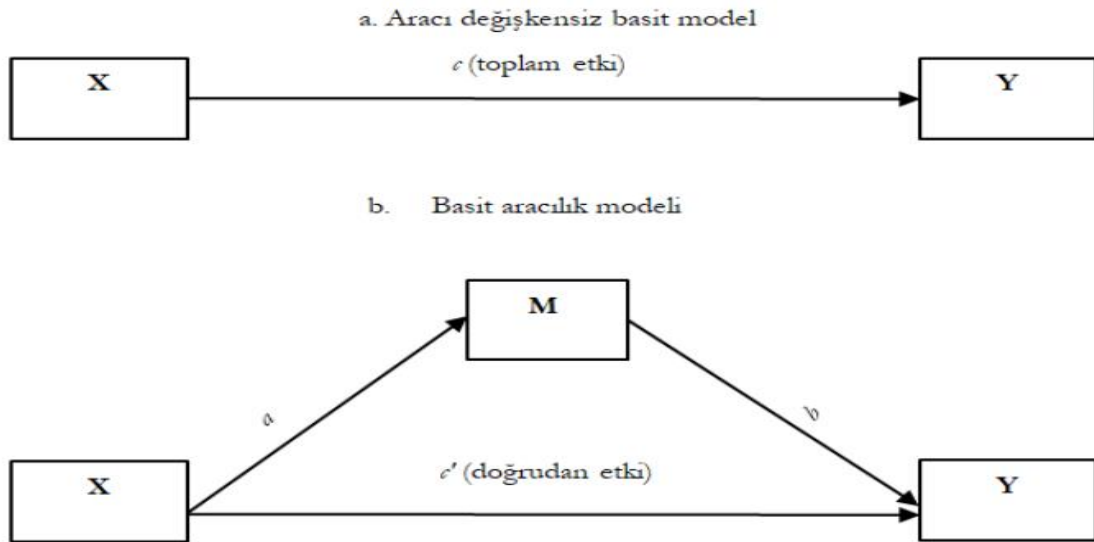 a. Aracı değişkensiz basit model
c (toplam etki)
X
Y
b. Basit aracılık modeli
M
a
b
c' (doğrudan etki)
X
Y